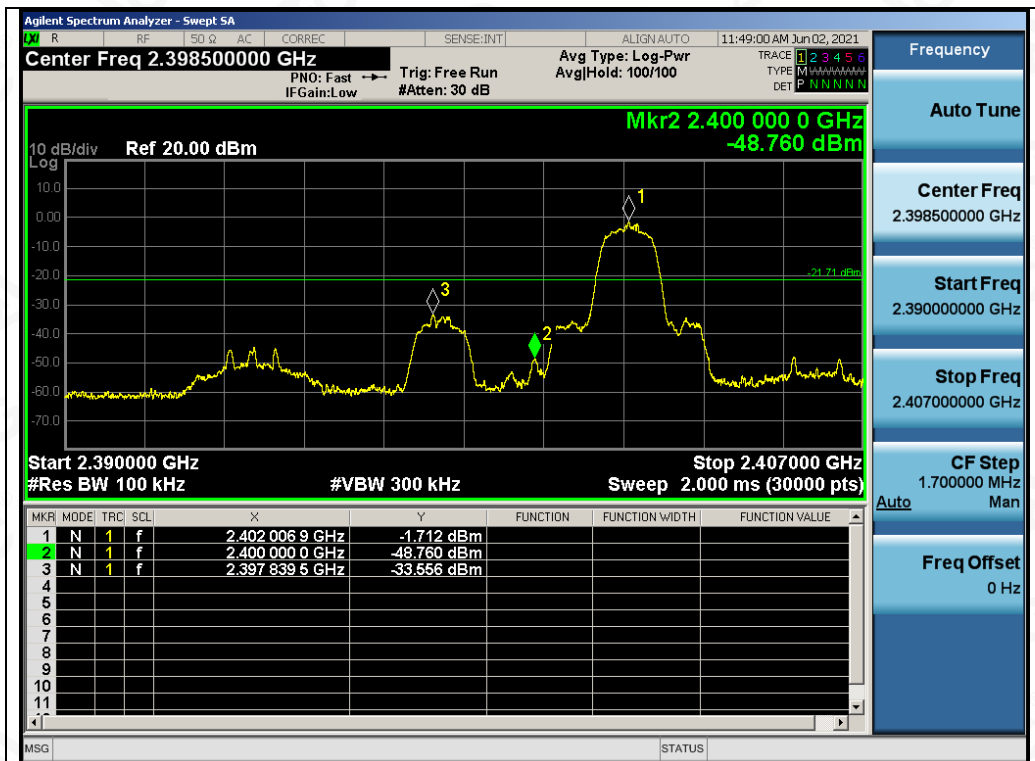 Agilent Spectrum Analyzer - Swept SA
LXI R RF 50 Ω AC CORREC SENSE:INT ALIGN AUTO 11:49:00 AM Jun 02, 2021
Center Freq 2.398500000 GHz
PNO: Fast
IFGain:Low
Trig: Free Run
#Atten: 30 dB
Avg Type: Log-Pwr
Avg|Hold: 100/100
TRACE 1 2 3 4 5 6
TYPE M WWWWW
DET P N N N N N
Mkr2 2.400 000 0 GHz
-48.760 dBm
10 dB/div Ref 20.00 dBm
Log
10.0
0.00
-10.0
-20.0
-30.0
-40.0
-50.0
-60.0
-70.0
1
-21.71 dBm
3
2
Start 2.390000 GHz Stop 2.407000 GHz
#Res BW 100 kHz #VBW 300 kHz Sweep 2.000 ms (30000 pts)
MKR MODE TRC SCL X Y FUNCTION FUNCTION WIDTH FUNCTION VALUE
1 N 1 f 2.402 006 9 GHz -1.712 dBm
2 N 1 f 2.400 000 0 GHz -48.760 dBm
3 N 1 f 2.397 839 5 GHz -33.556 dBm
4
5
6
7
8
9
10
11
MSG STATUS
Frequency
Auto Tune
Center Freq
2.398500000 GHz
Start Freq
2.390000000 GHz
Stop Freq
2.407000000 GHz
CF Step
1.700000 MHz
Auto Man
Freq Offset
0 Hz